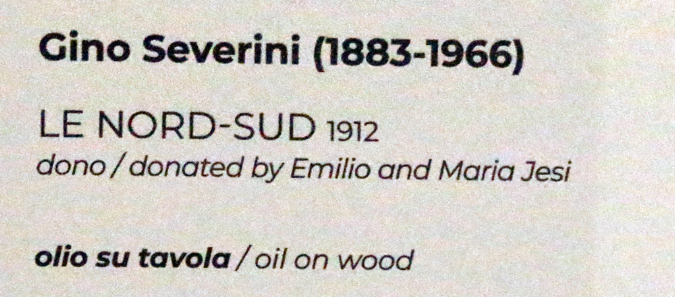 Gino Severini (1883-1966)
LE NORD-SUD 1912
dono / donated by Emilio and Maria Jesi
olio su tavola / oil on wood